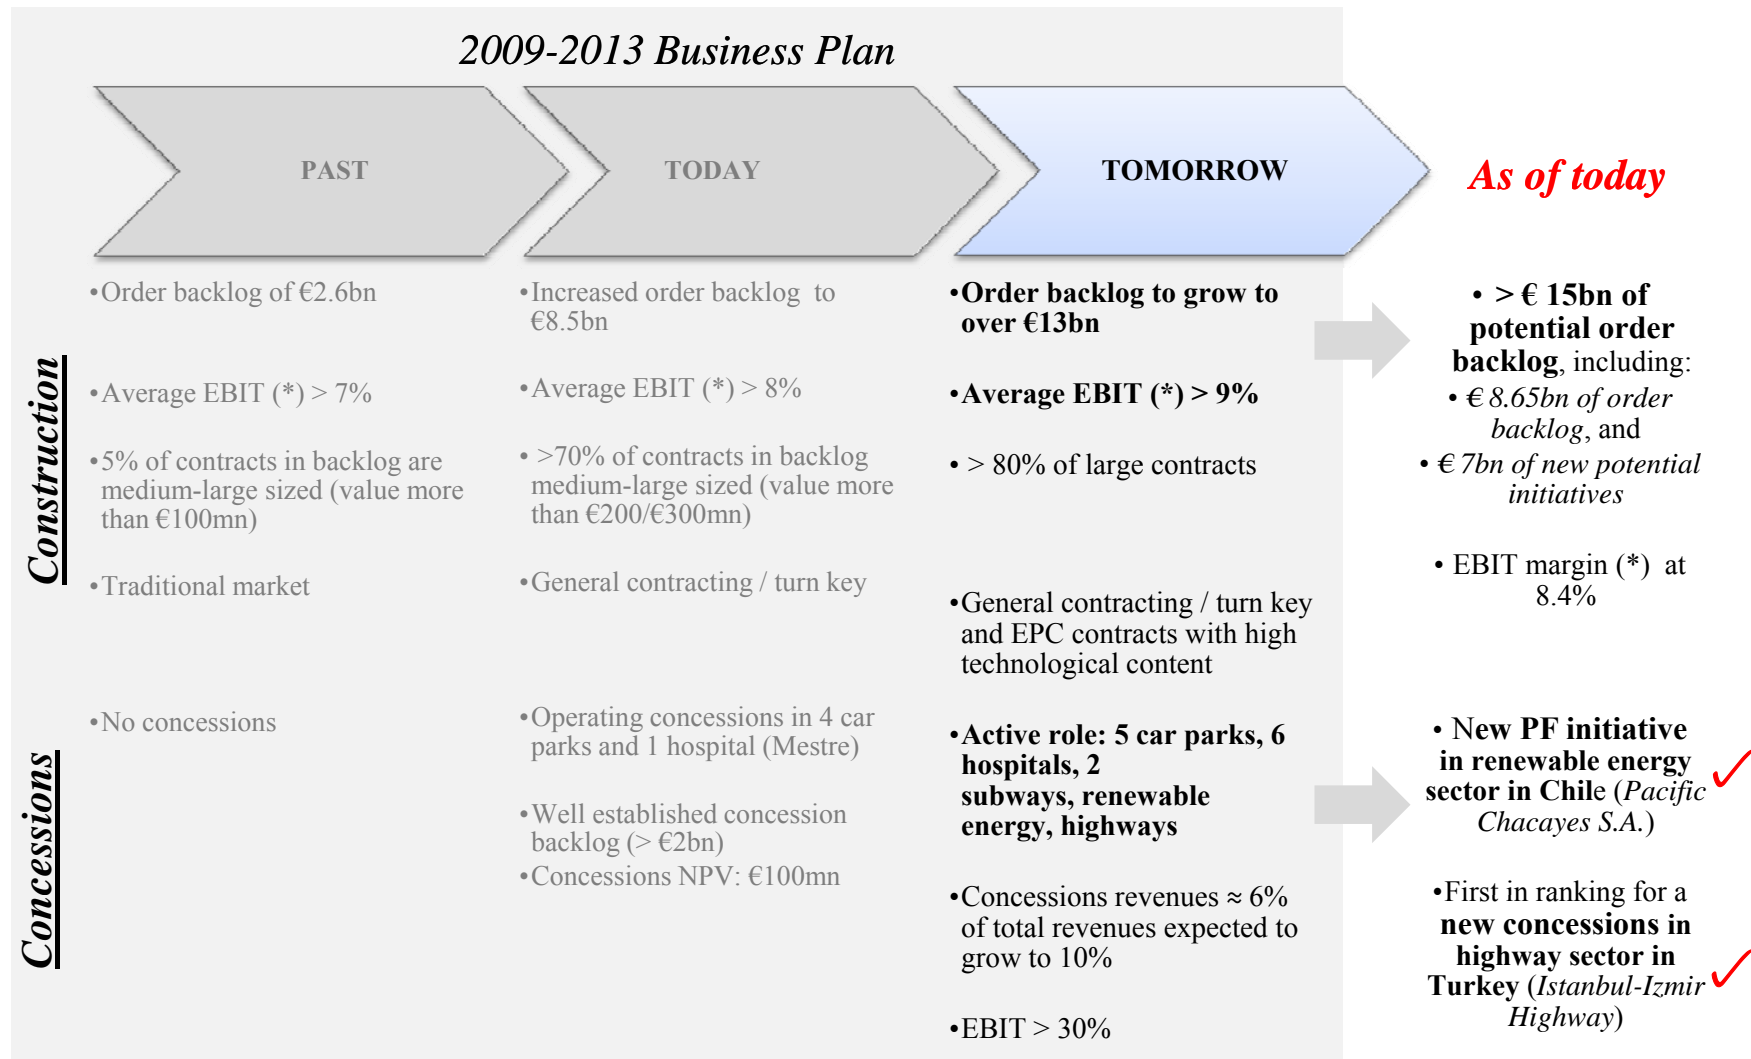 2009-2013 Business Plan
PAST
TODAY
TOMORROW
As of today
Construction
•Order backlog of €2.6bn
•Average EBIT (*) > 7%
•5% of contracts in backlog are
medium-large sized (value more
than €100mn)
•Traditional market
•Increased order backlog to
€8.5bn
•Average EBIT (*) > 8%
• >70% of contracts in backlog
medium-large sized (value more
than €200/€300mn)
•General contracting / turn key
•Order backlog to grow to
over €13bn
•Average EBIT (*) > 9%
• > 80% of large contracts
•General contracting / turn key
and EPC contracts with high
technological content
• > € 15bn of
potential order
backlog, including:
• € 8.65bn of order
backlog, and
• € 7bn of new potential
initiatives
• EBIT margin (*) at
8.4%
Concessions
•No concessions
•Operating concessions in 4 car
parks and 1 hospital (Mestre)
•Well established concession
backlog (> €2bn)
•Concessions NPV: €100mn
•Active role: 5 car parks, 6
hospitals, 2
subways, renewable
energy, highways
•Concessions revenues ≈ 6%
of total revenues expected to
grow to 10%
•EBIT > 30%
• New PF initiative
in renewable energy
sector in Chile (Pacific
Chacayes S.A.)
•First in ranking for a
new concessions in
highway sector in
Turkey (Istanbul-Izmir
Highway)